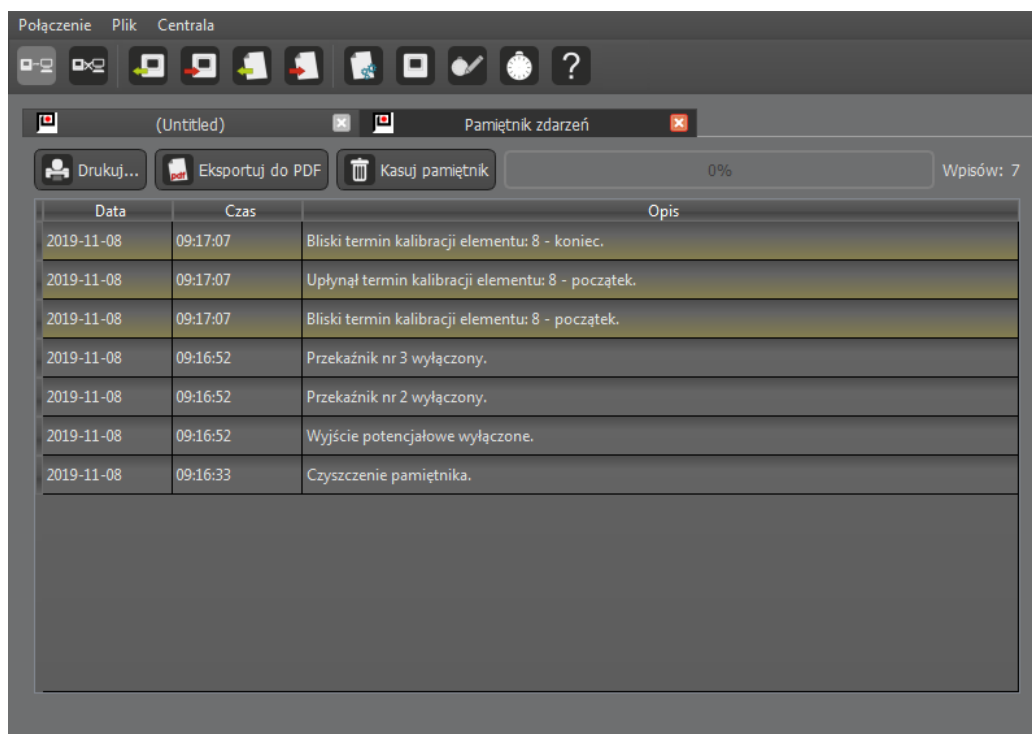 Połączenie Plik Centrala
?
(Untitled) Pamiętnik zdarzeń
Drukuj... pdf Eksportuj do PDF Kasuj pamiętnik 0% Wpisów: 7
Data Czas Opis
2019-11-08 09:17:07 Bliski termin kalibracji elementu: 8 - koniec.
2019-11-08 09:17:07 Upłynął termin kalibracji elementu: 8 - początek.
2019-11-08 09:17:07 Bliski termin kalibracji elementu: 8 - początek.
2019-11-08 09:16:52 Przekaźnik nr 3 wyłączony.
2019-11-08 09:16:52 Przekaźnik nr 2 wyłączony.
2019-11-08 09:16:52 Wyjście potencjałowe wyłączone.
2019-11-08 09:16:33 Czyszczenie pamiętnika.